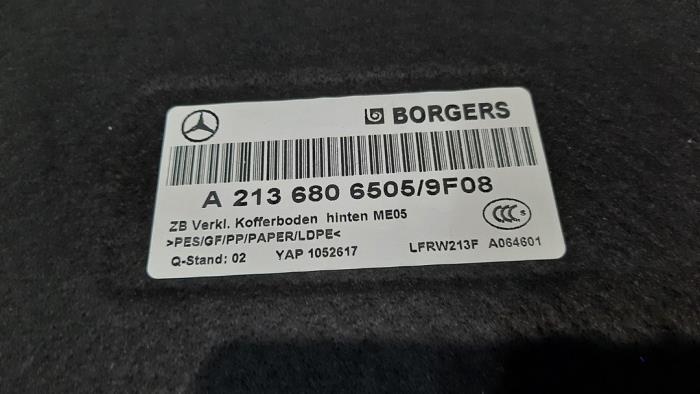 BORGERS
A 213 680 6505/9F08
ZB Verkl. Kofferboden hinten ME05
>PES/GF/PP/PAPER/LDPE<
CCC S
Q-Stand: 02 YAP 1052617 LFRW213F A064601